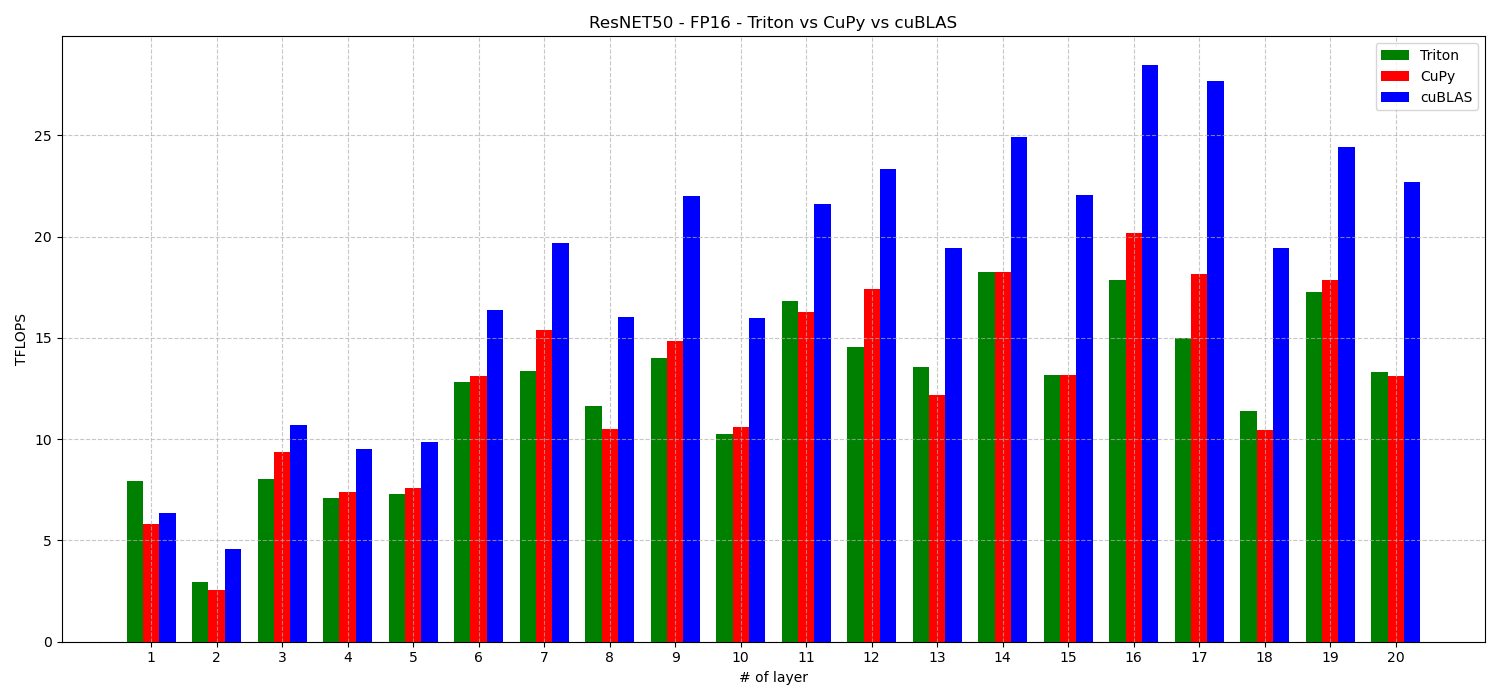 ResNET50 - FP16 - Triton vs CuPy vs cuBLAS
Triton
CuPy
cuBLAS
TFLOPS
25
20
15
10
5
0
1 2 3 4 5 6 7 8 9 10 11 12 13 14 15 16 17 18 19 20
# of layer